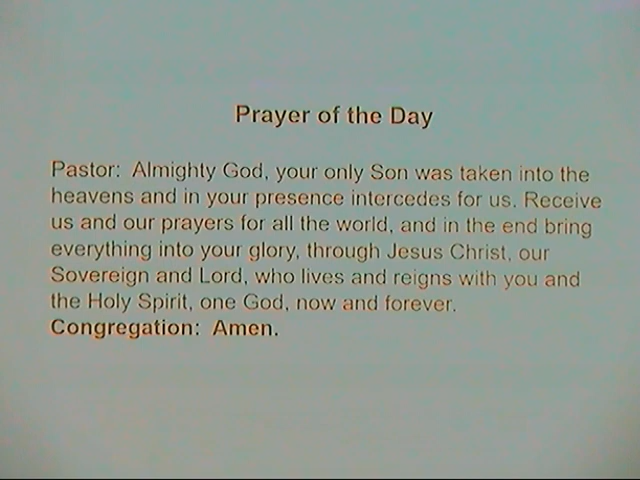 Prayer of the Day
Pastor: Almighty God, your only Son was taken into the
heavens and in your presence intercedes for us. Receive
us and our prayers for all the world, and in the end bring
everything into your glory, through Jesus Christ, our
Sovereign and Lord, who lives and reigns with you and
the Holy Spirit, one God, now and forever.
Congregation: Amen.